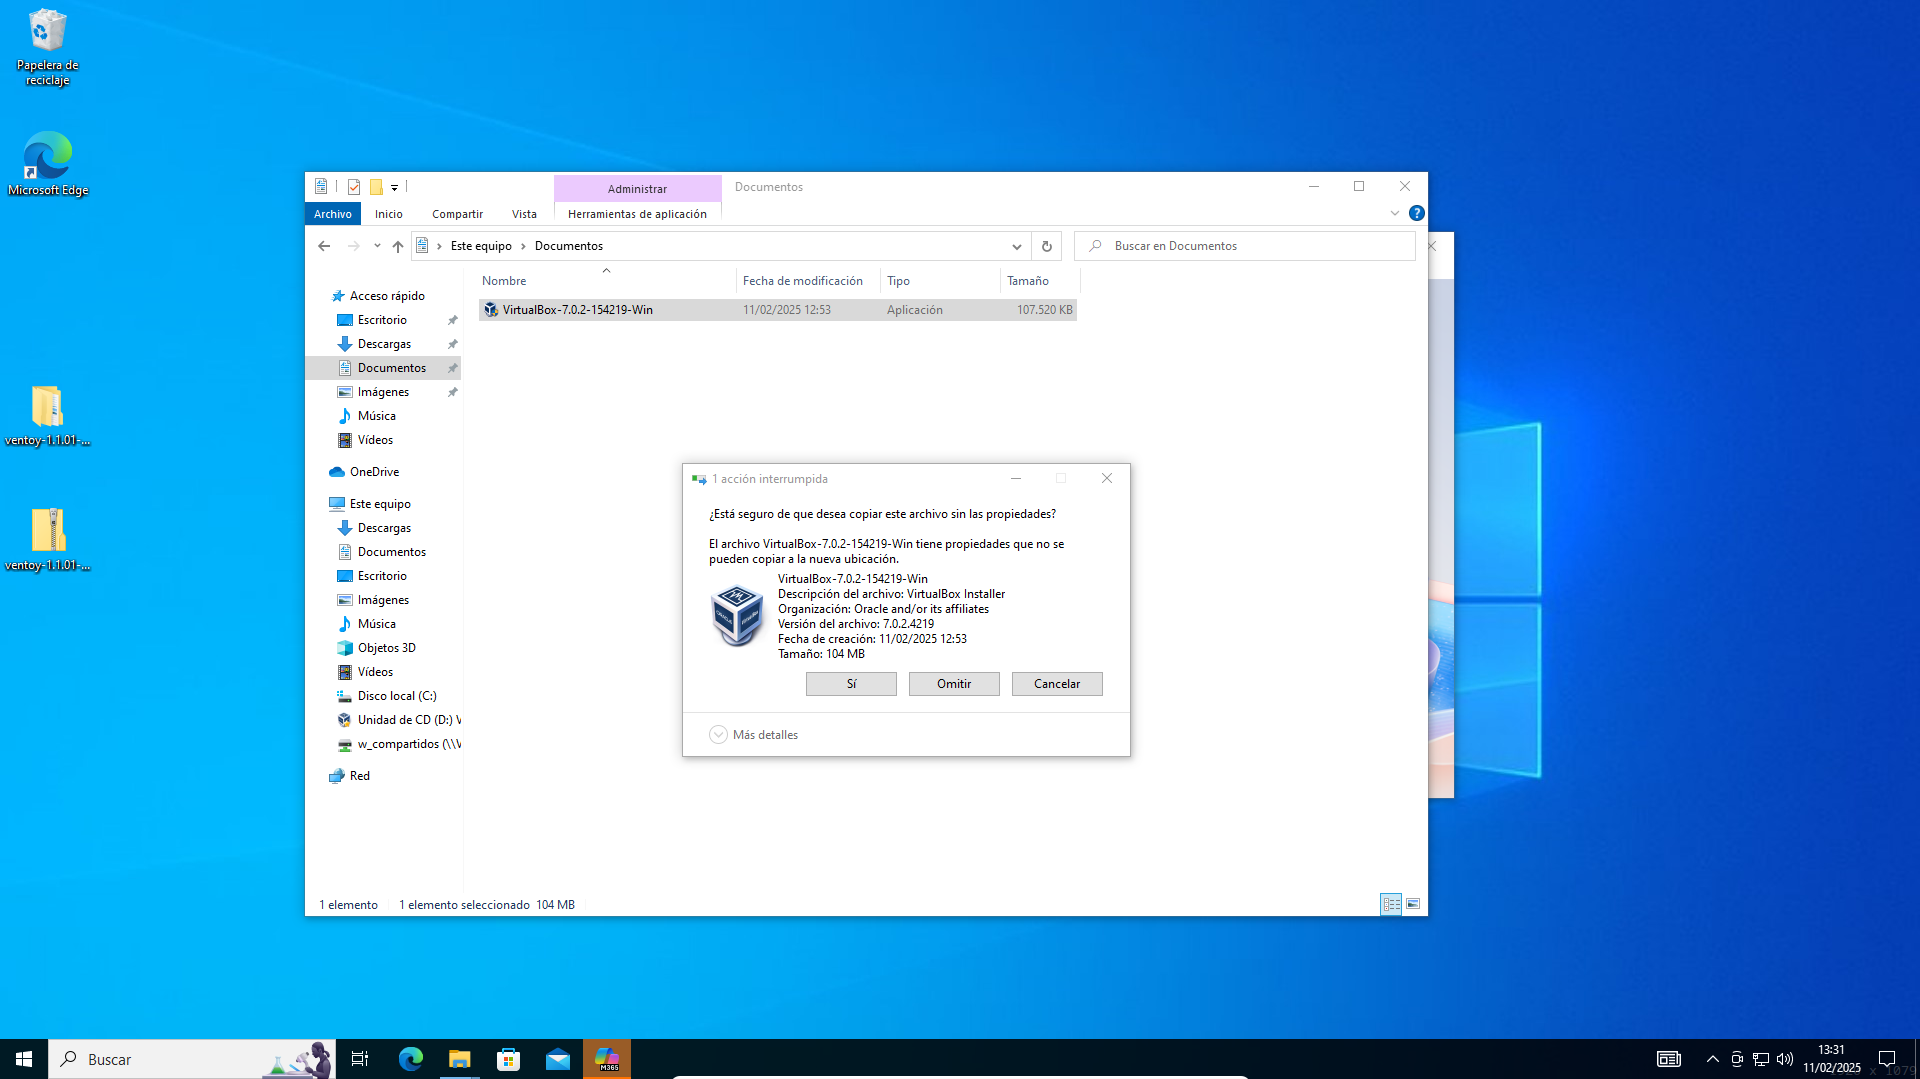 Papelera de
reciclaje
Microsoft Edge
ventoy-1.1.01-...
ventoy-1.1.01-...
Administrar
Documentos
Archivo
Inicio
Compartir
Vista
Herramientas de aplicación
?
Este equipo
Documentos
Buscar en Documentos
Nombre
Fecha de modificación
Tipo
Tamaño
VirtualBox-7.0.2-154219-Win
11/02/2025 12:53
Aplicación
107.520 KB
Acceso rápido
Escritorio
Descargas
Documentos
Imágenes
Música
Vídeos
OneDrive
Este equipo
Descargas
Documentos
Escritorio
Imágenes
Música
Objetos 3D
Vídeos
Disco local (C:)
Unidad de CD (D:) V
w_compartidos (\\V
Red
1 elemento
1 elemento seleccionado 104 MB
1 acción interrumpida
¿Está seguro de que desea copiar este archivo sin las propiedades?
El archivo VirtualBox-7.0.2-154219-Win tiene propiedades que no se
pueden copiar a la nueva ubicación.
VirtualBox-7.0.2-154219-Win
Descripción del archivo: VirtualBox Installer
Organización: Oracle and/or its affiliates
Versión del archivo: 7.0.2.4219
Fecha de creación: 11/02/2025 12:53
Tamaño: 104 MB
Sí
Omitir
Cancelar
Más detalles
Buscar
M365
13:31
11/02/2025